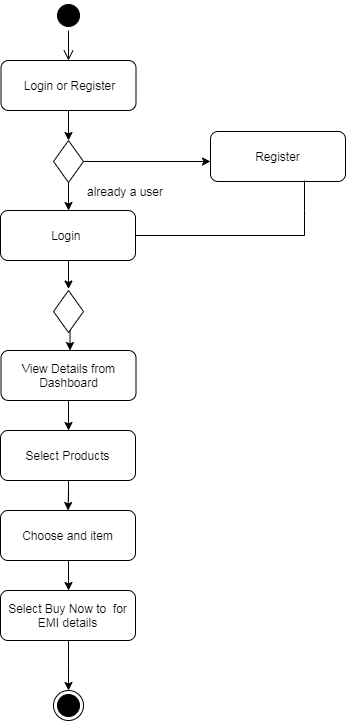 Login or Register
Register
already a user
Login
View Details from
Dashboard
Select Products
Choose and item
Select Buy Now to for
EMI details